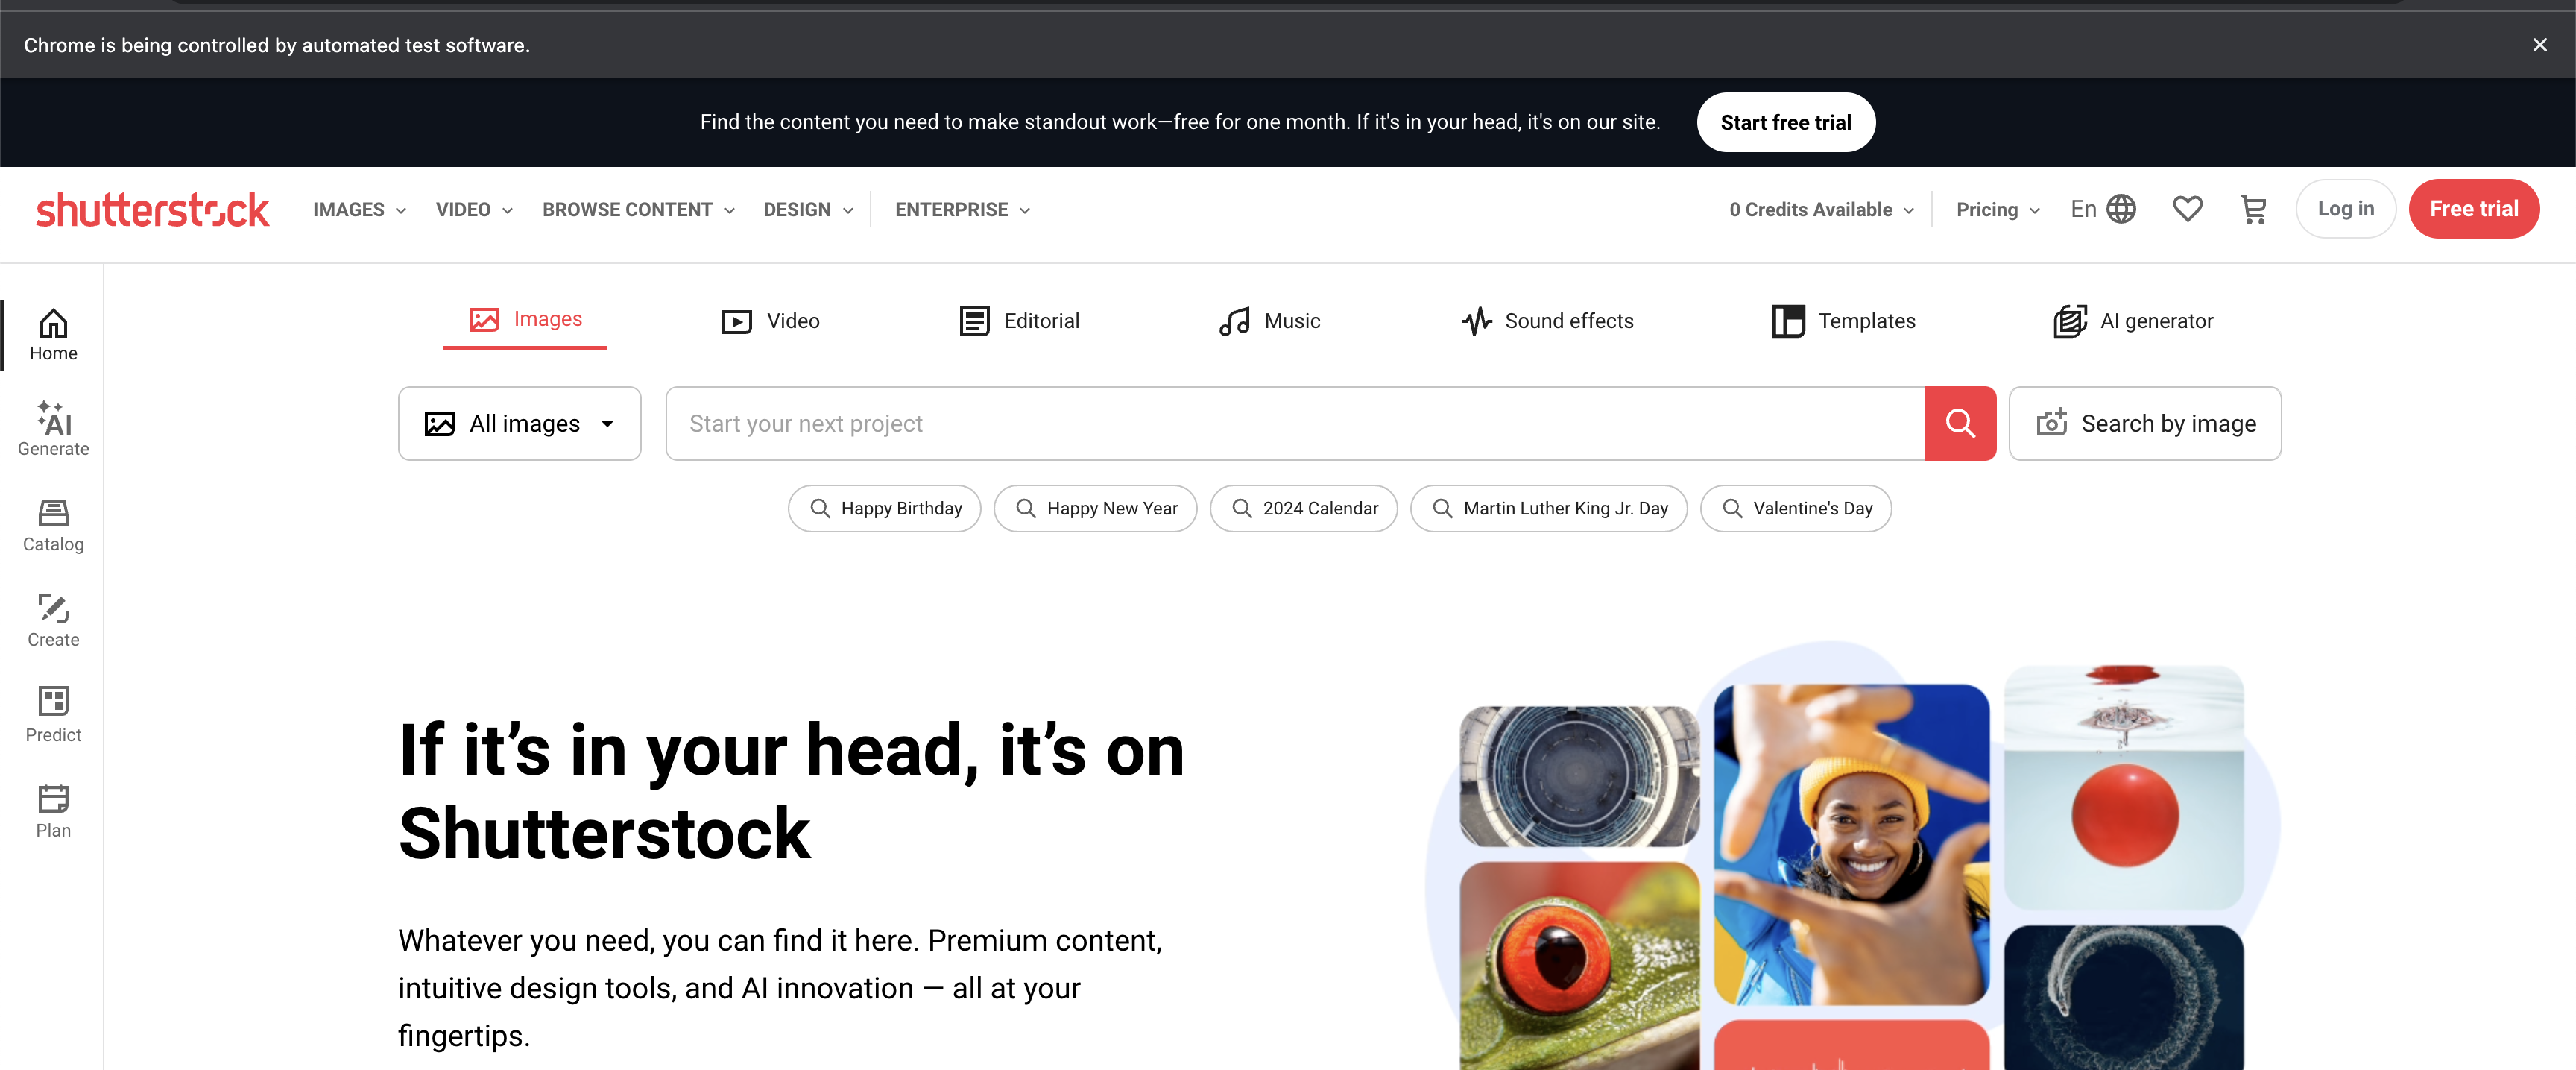 Chrome is being controlled by automated test software.
Find the content you need to make standout work—free for one month. If it's in your head, it's on our site.
Start free trial
shutterstock
IMAGES
VIDEO
BROWSE CONTENT
DESIGN
ENTERPRISE
0 Credits Available
Pricing
En
Log in
Free trial
Home
AI
Generate
Catalog
Create
Predict
Plan
Images
Video
Editorial
Music
Sound effects
Templates
AI generator
All images
Start your next project
Search by image
Happy Birthday
Happy New Year
2024 Calendar
Martin Luther King Jr. Day
Valentine's Day
If it’s in your head, it’s on
Shutterstock
Whatever you need, you can find it here. Premium content,
intuitive design tools, and AI innovation — all at your
fingertips.